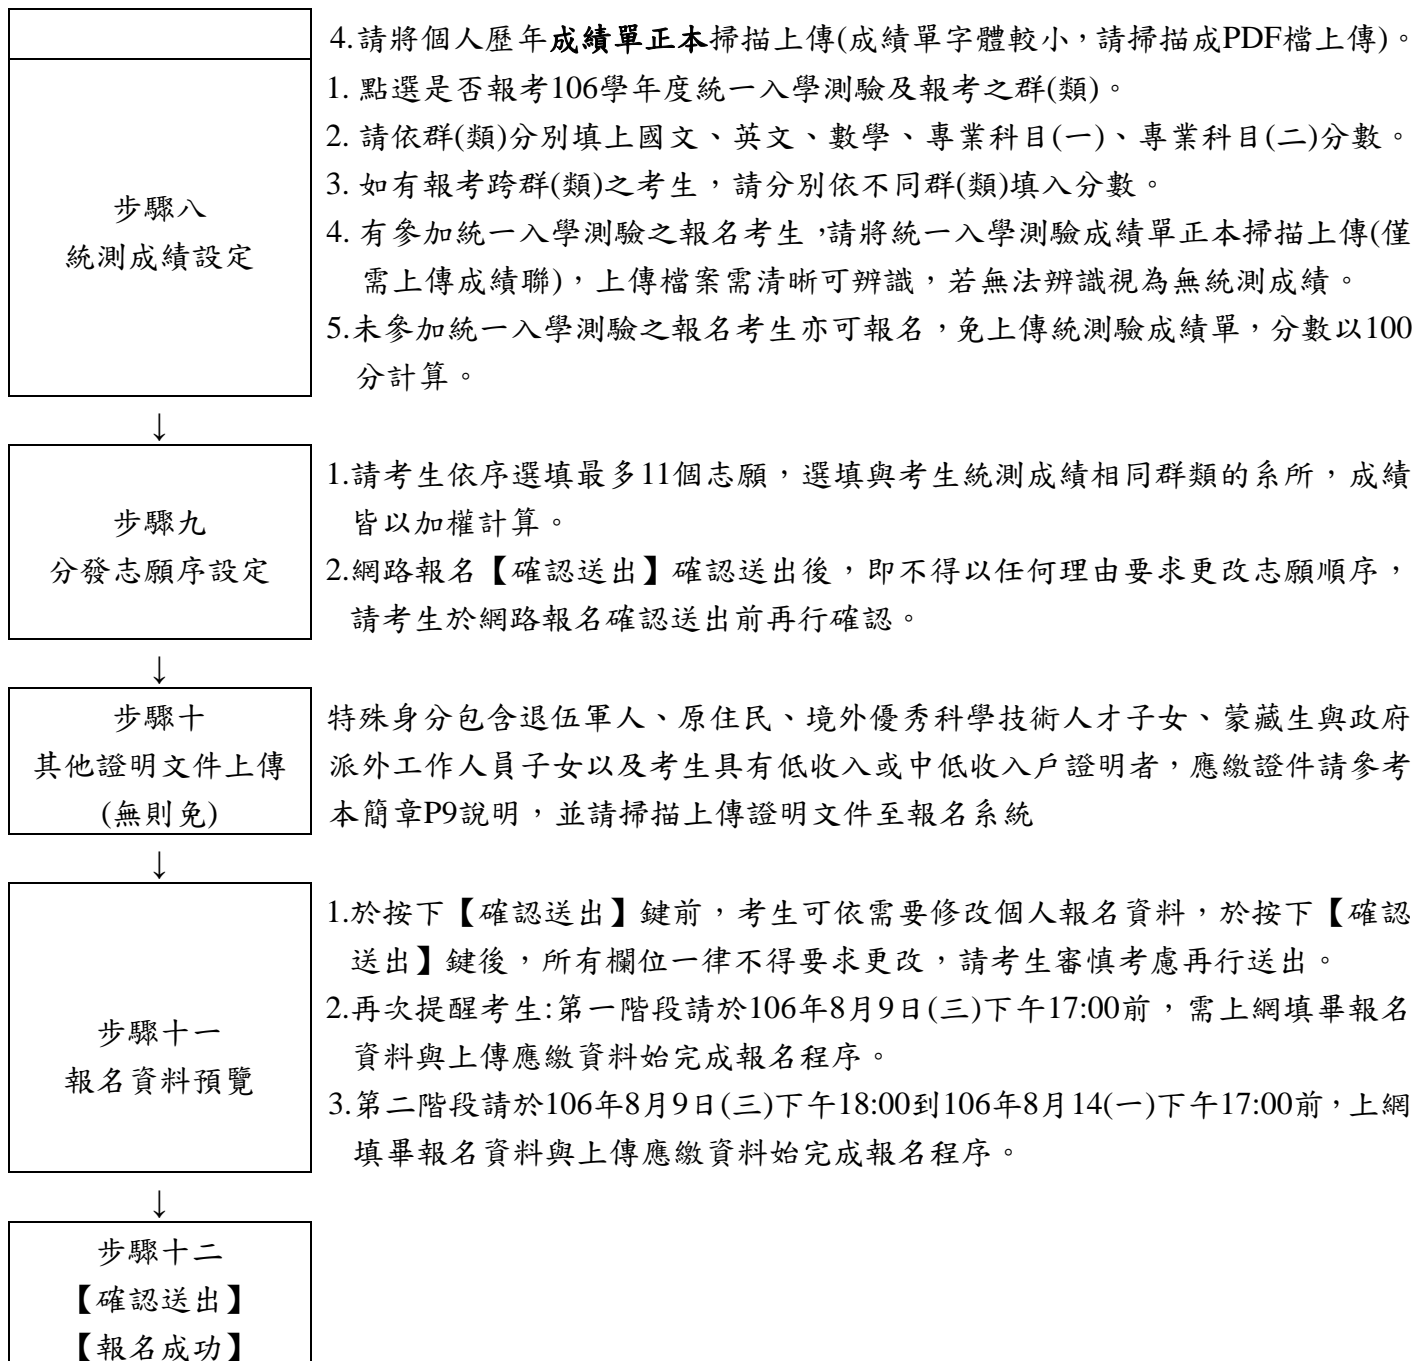 4.請將個人歷年成績單正本掃描上傳(成績單字體較小，請掃描成PDF檔上傳)。
步驟八
統測成績設定
1. 點選是否報考106學年度統一入學測驗及報考之群(類)。
2. 請依群(類)分別填上國文、英文、數學、專業科目(一)、專業科目(二)分數。
3. 如有報考跨群(類)之考生，請分別依不同群(類)填入分數。
4. 有參加統一入學測驗之報名考生，請將統一入學測驗成績單正本掃描上傳(僅
需上傳成績聯)，上傳檔案需清晰可辨識，若無法辨識視為無統測成績。
5.未參加統一入學測驗之報名考生亦可報名，免上傳統測驗成績單，分數以100
分計算。
↓
步驟九
分發志願序設定
1.請考生依序選填最多11個志願，選填與考生統測成績相同群類的系所，成績
皆以加權計算。
2.網路報名【確認送出】確認送出後，即不得以任何理由要求更改志願順序，
請考生於網路報名確認送出前再行確認。
↓
步驟十
其他證明文件上傳
(無則免)
特殊身分包含退伍軍人、原住民、境外優秀科學技術人才子女、蒙藏生與政府
派外工作人員子女以及考生具有低收入或中低收入戶證明者，應繳證件請參考
本簡章P9說明，並請掃描上傳證明文件至報名系統
↓
步驟十一
報名資料預覽
1.於按下【確認送出】鍵前，考生可依需要修改個人報名資料，於按下【確認
送出】鍵後，所有欄位一律不得要求更改，請考生審慎考慮再行送出。
2.再次提醒考生:第一階段請於106年8月9日(三)下午17:00前，需上網填畢報名
資料與上傳應繳資料始完成報名程序。
3.第二階段請於106年8月9日(三)下午18:00到106年8月14(一)下午17:00前，上網
填畢報名資料與上傳應繳資料始完成報名程序。
↓
步驟十二
【確認送出】
【報名成功】